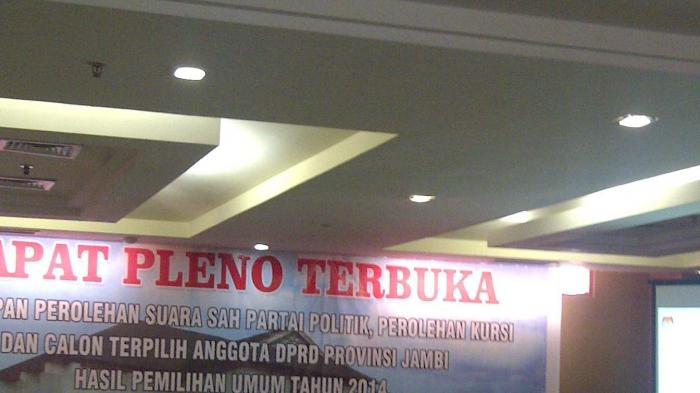 APAT PLENO TERBUKA
PAN PEROLEHAN SUARA SAH PARTAI POLITIK, PEROLEHAN KURSI
DAN CALON TERPILIH ANGGOTA DPRD PROVINSI JAMBI
HASIL PEMILIHAN UMUM TAHUN 2014